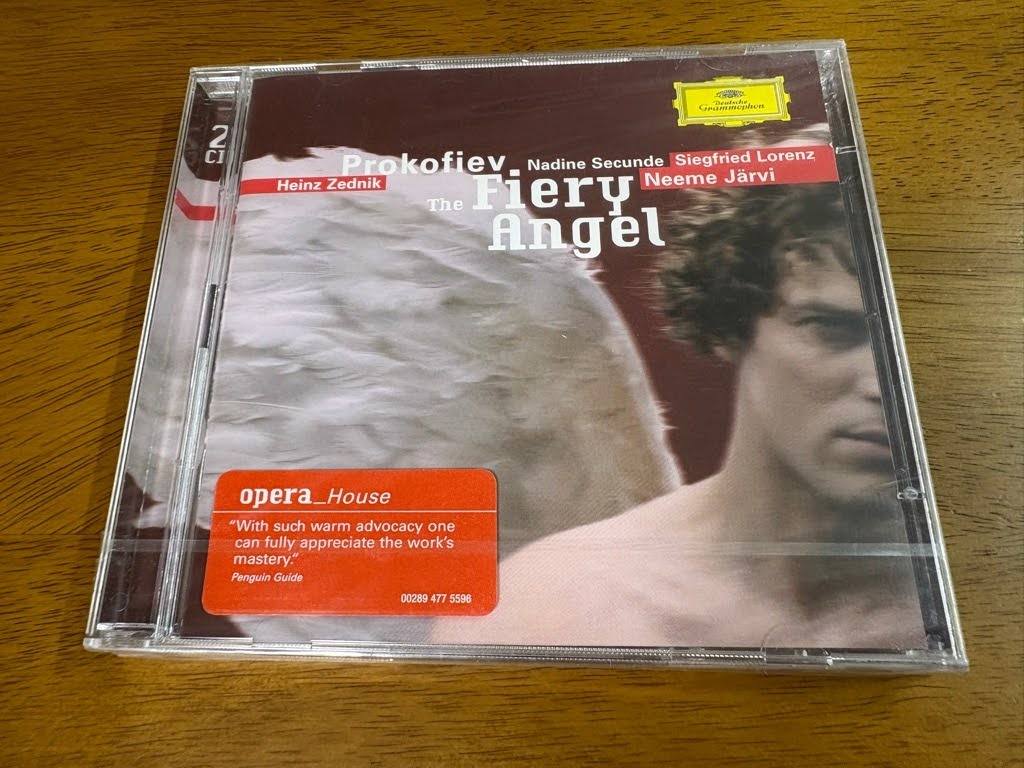 2
CD
Deutsche
Grammophon
Prokofiev Nadine Secunde Siegfried Lorenz
Heinz Zednik Neeme Järvi
The Fiery
Angel
opera_House
“With such warm advocacy one
can fully appreciate the work's
mastery.“
Penguin Guide
00289 477 5596